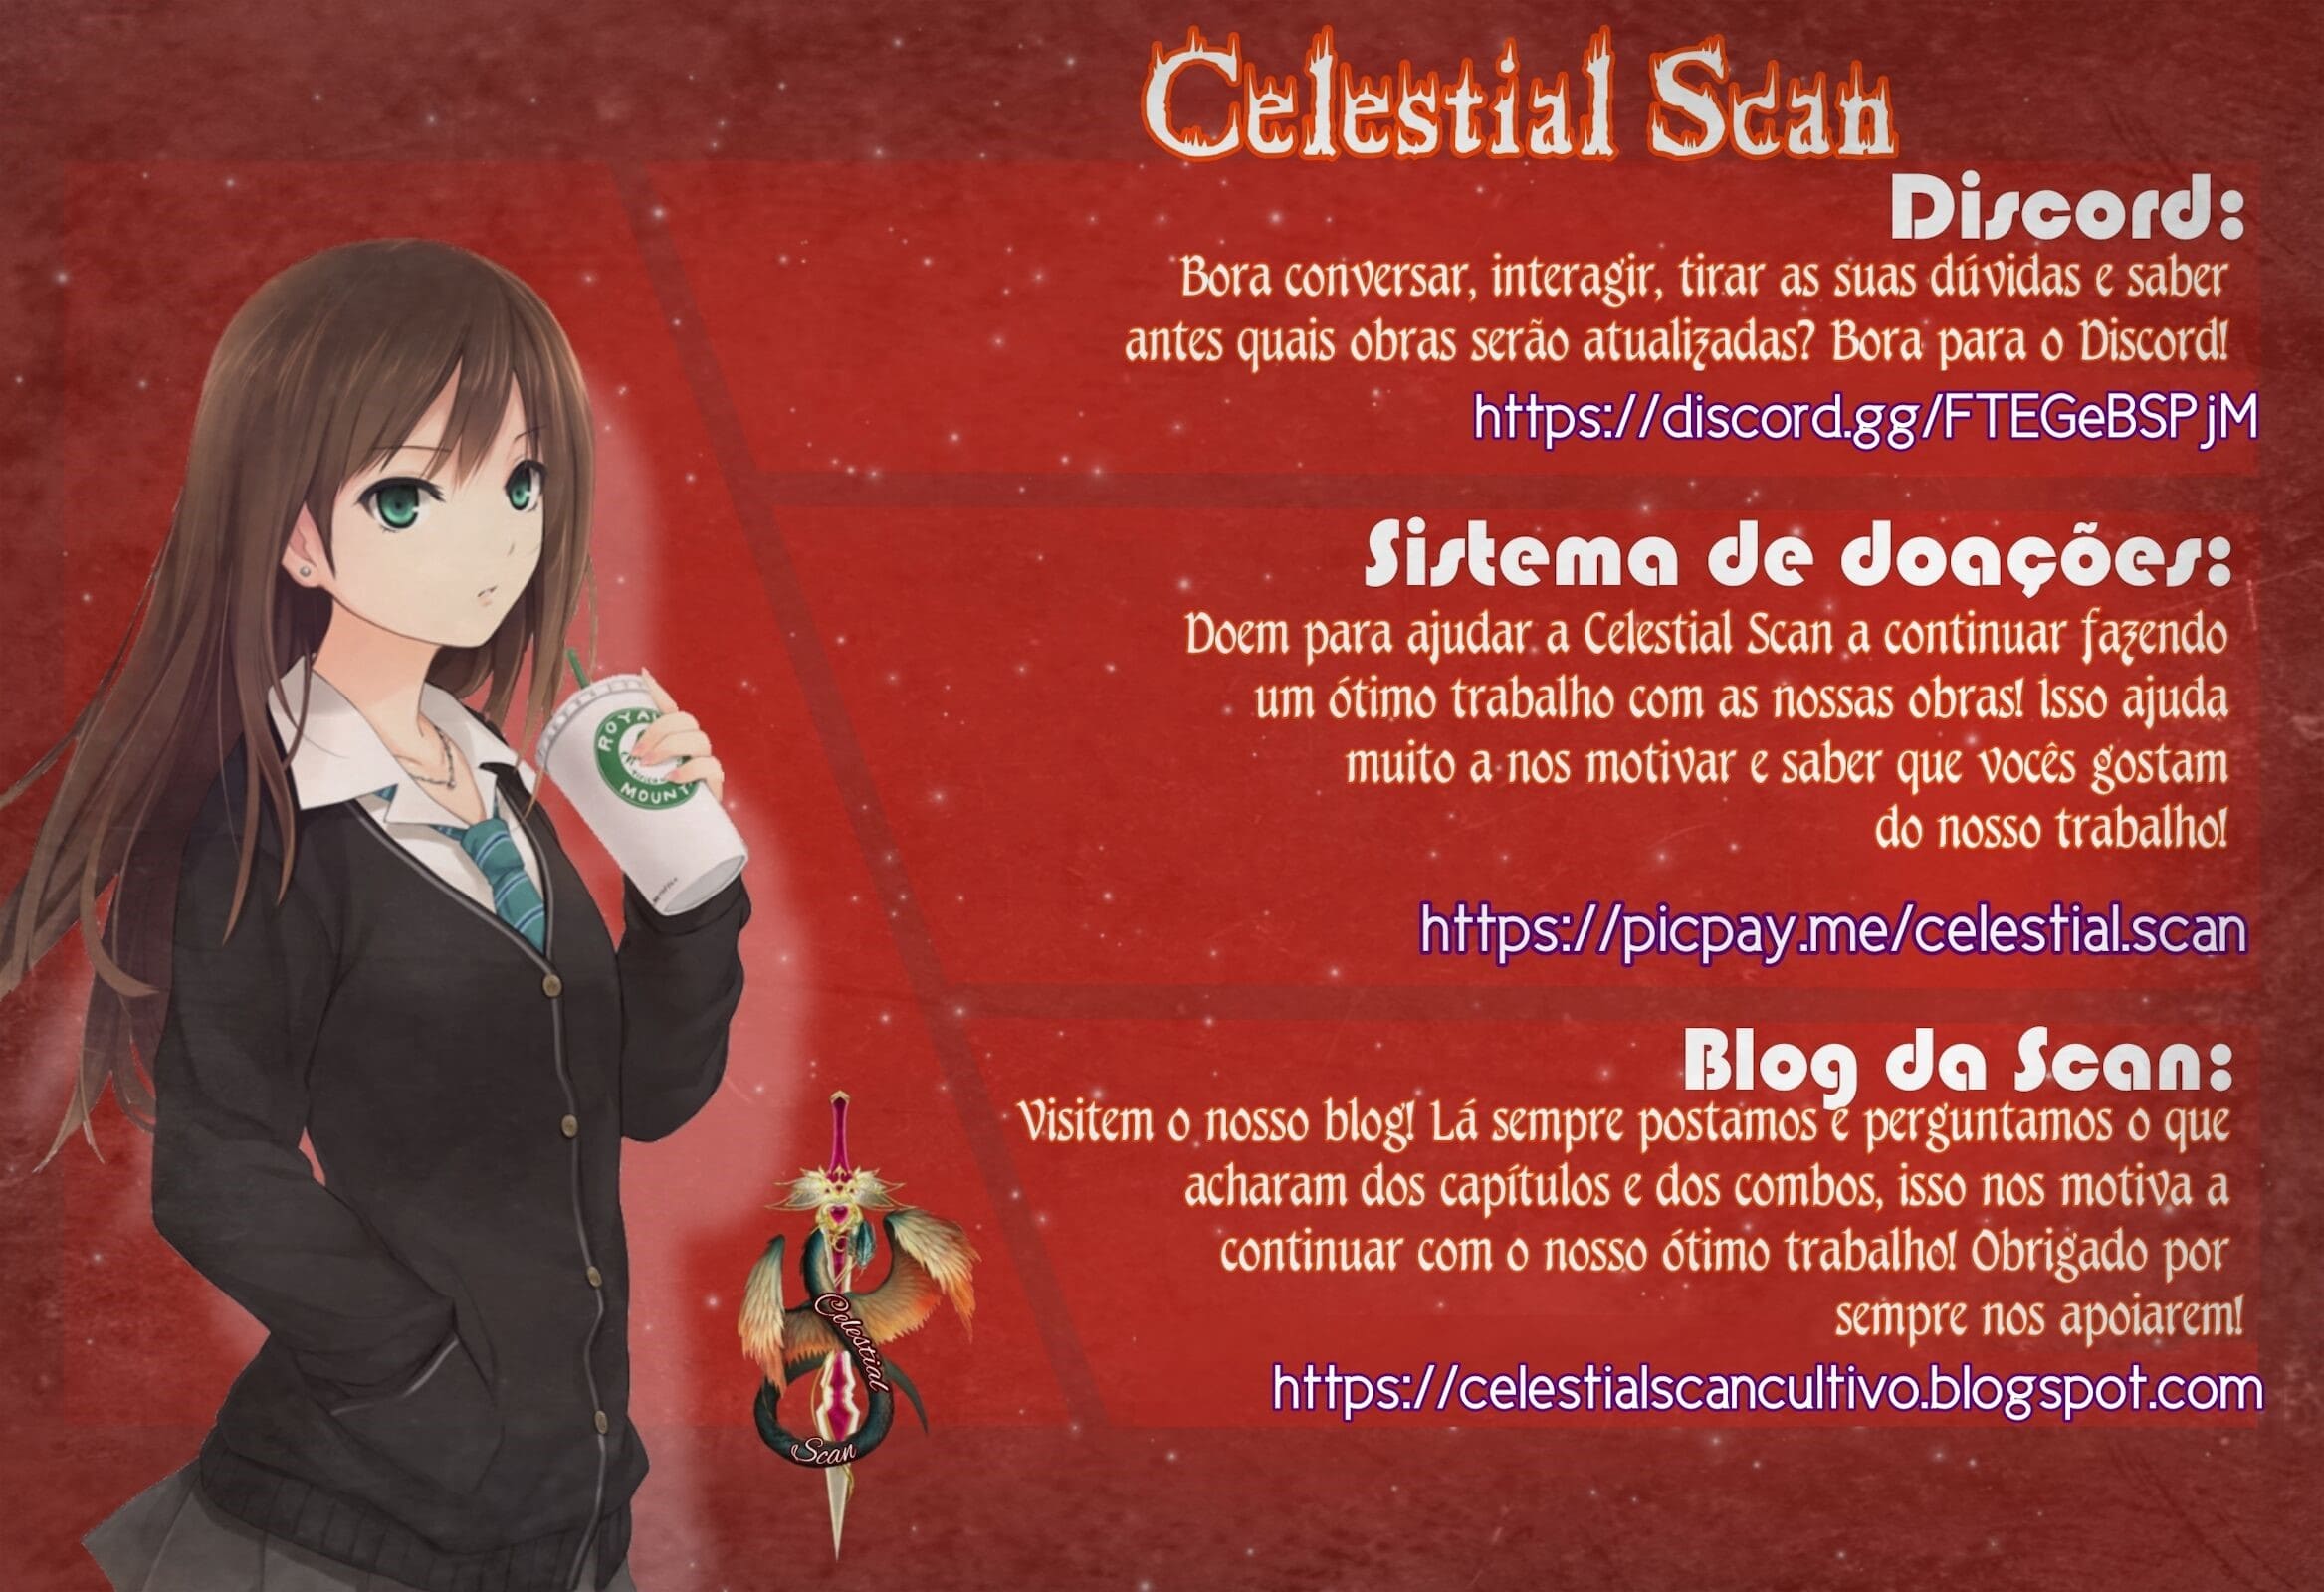 Celestial Scan
Discord:
Bora conversar, interagir, tirar as suas dúvidas e saber
antes quais obras serão atualizadas? Bora para o Discord!
https://discord.gg/FTEGeBSPjM
Sistema de doações:
Doem para ajudar a Celestial Scan a continuar fazendo
um ótimo trabalho com as nossas obras! Isso ajuda
muito a nos motivar e saber que vocês gostam
do nosso trabalho!
https://picpay.me/celestial.scan
Blog da Scan:
Visitem o nosso blog! Lá sempre postamos e perguntamos o que
acharam dos capítulos e dos combos, isso nos motiva a
continuar com o nosso ótimo trabalho! Obrigado por
sempre nos apoiarem!
https://celestialscancultivo.blogspot.com
ROYA
MOUNT
Celestial
Scan